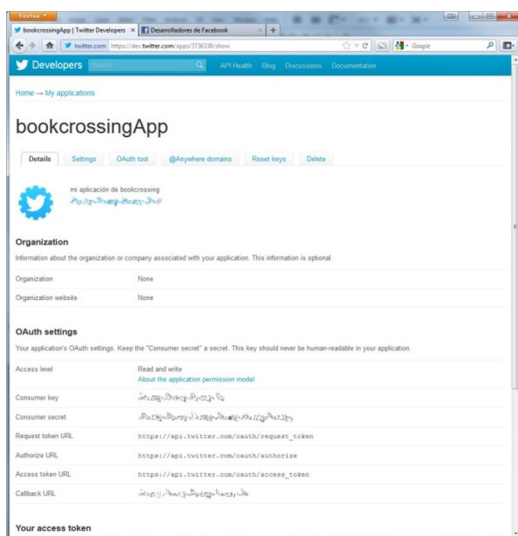 Firefox
bookcrossingApp | Twitter Developers
Desarrolladores de Facebook
twitter.com https://dev.twitter.com/apps/3736338/show
Google
Developers Search API Health Blog Discussions Documentation
Home → My applications
bookcrossingApp
Details Settings OAuth tool @Anywhere domains Reset keys Delete
mi aplicación de bookcrossing
Organization
Information about the organization or company associated with your application. This information is optional.
Organization None
Organization website None
OAuth settings
Your application's OAuth settings. Keep the "Consumer secret" a secret. This key should never be human-readable in your application.
Access level Read and write
About the application permission model
Consumer key
Consumer secret
Request token URL https://api.twitter.com/oauth/request_token
Authorize URL https://api.twitter.com/oauth/authorize
Access token URL https://api.twitter.com/oauth/access_token
Callback URL
Your access token